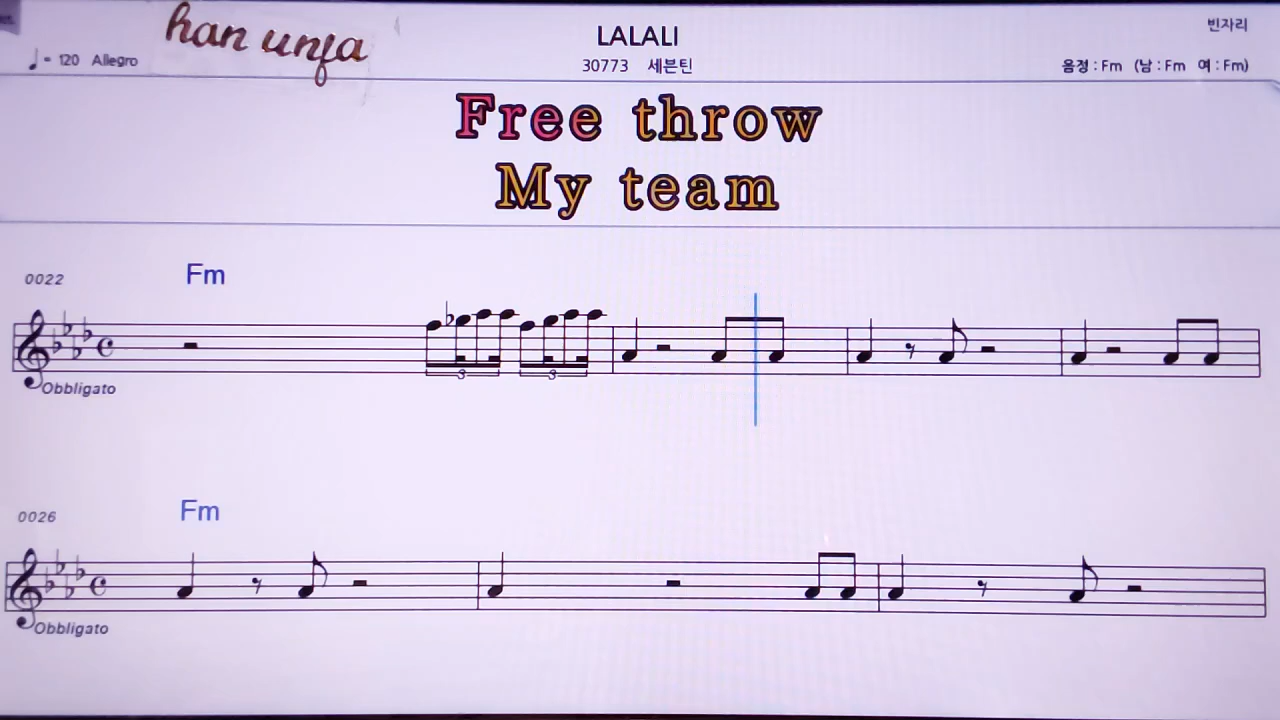 han unja
LALALI
빈자리
♩= 120 Allegro
30773 세븐틴
음정 : Fm (남 : Fm 여 : Fm)
Free throw
My team
0022
Fm
3
3
Obbligato
0026
Fm
Obbligato